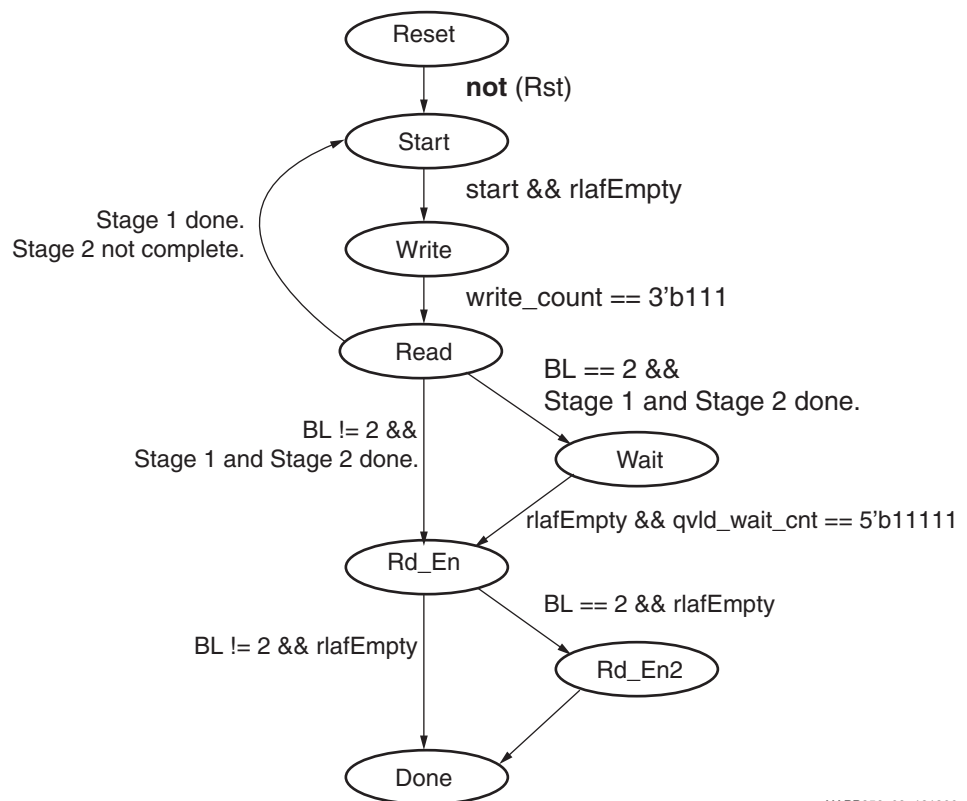 Reset
not (Rst)
Start
start && rlafEmpty
Stage 1 done.
Stage 2 not complete.
Write
write_count == 3’b111
Read
BL == 2 &&
Stage 1 and Stage 2 done.
BL != 2 &&
Stage 1 and Stage 2 done.
Wait
rlafEmpty && qvld_wait_cnt == 5’b11111
Rd_En
BL == 2 && rlafEmpty
BL != 2 && rlafEmpty
Rd_En2
Done